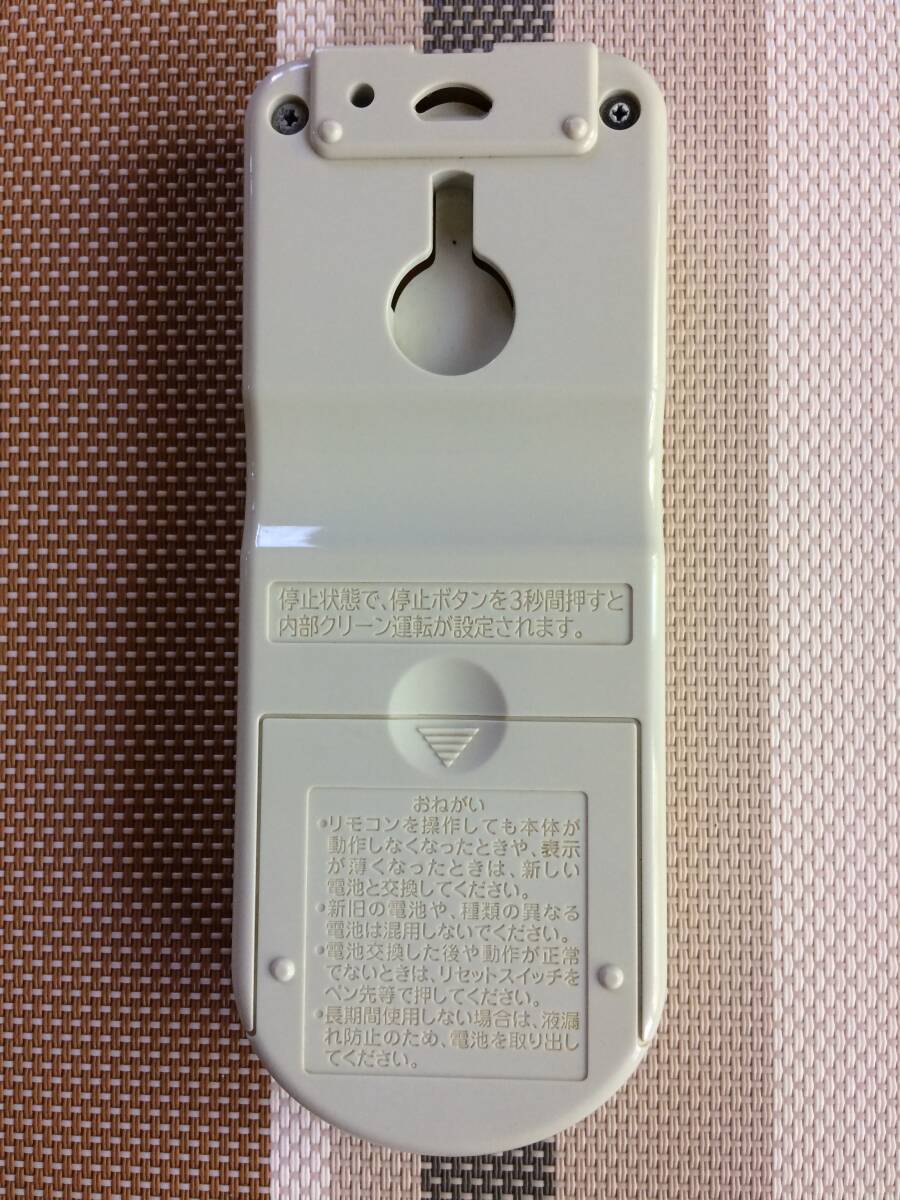 停止状態で、停止ボタンを3秒間押すと
内部クリーン運転が設定されます。
おねがい
•リモコンを操作しても本体が
動作しなくなったときや、表示
が薄くなったときは、新しい
電池と交換してください。
•新旧の電池や、種類の異なる
電池は混用しないでください。
•電池交換した後や動作が正常
でないときは、リセットスイッチを
ペン先等で押してください。
•長期間使用しない場合は、液漏
れ防止のため、電池を取り出し
てください。